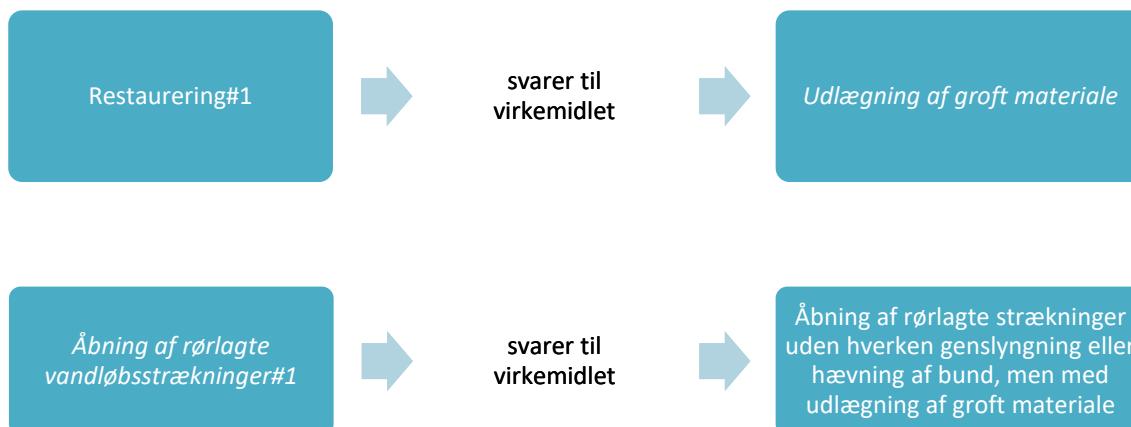 Restaurering#1
svarer til
virkemidlet
Udlægning af groft materiale
Åbning af rørlagte
vandløbsstrækninger#1
svarer til
virkemidlet
Åbning af rørlagte strækninger
uden hverken genslyngning eller
hævning af bund, men med
udlægning af groft materiale